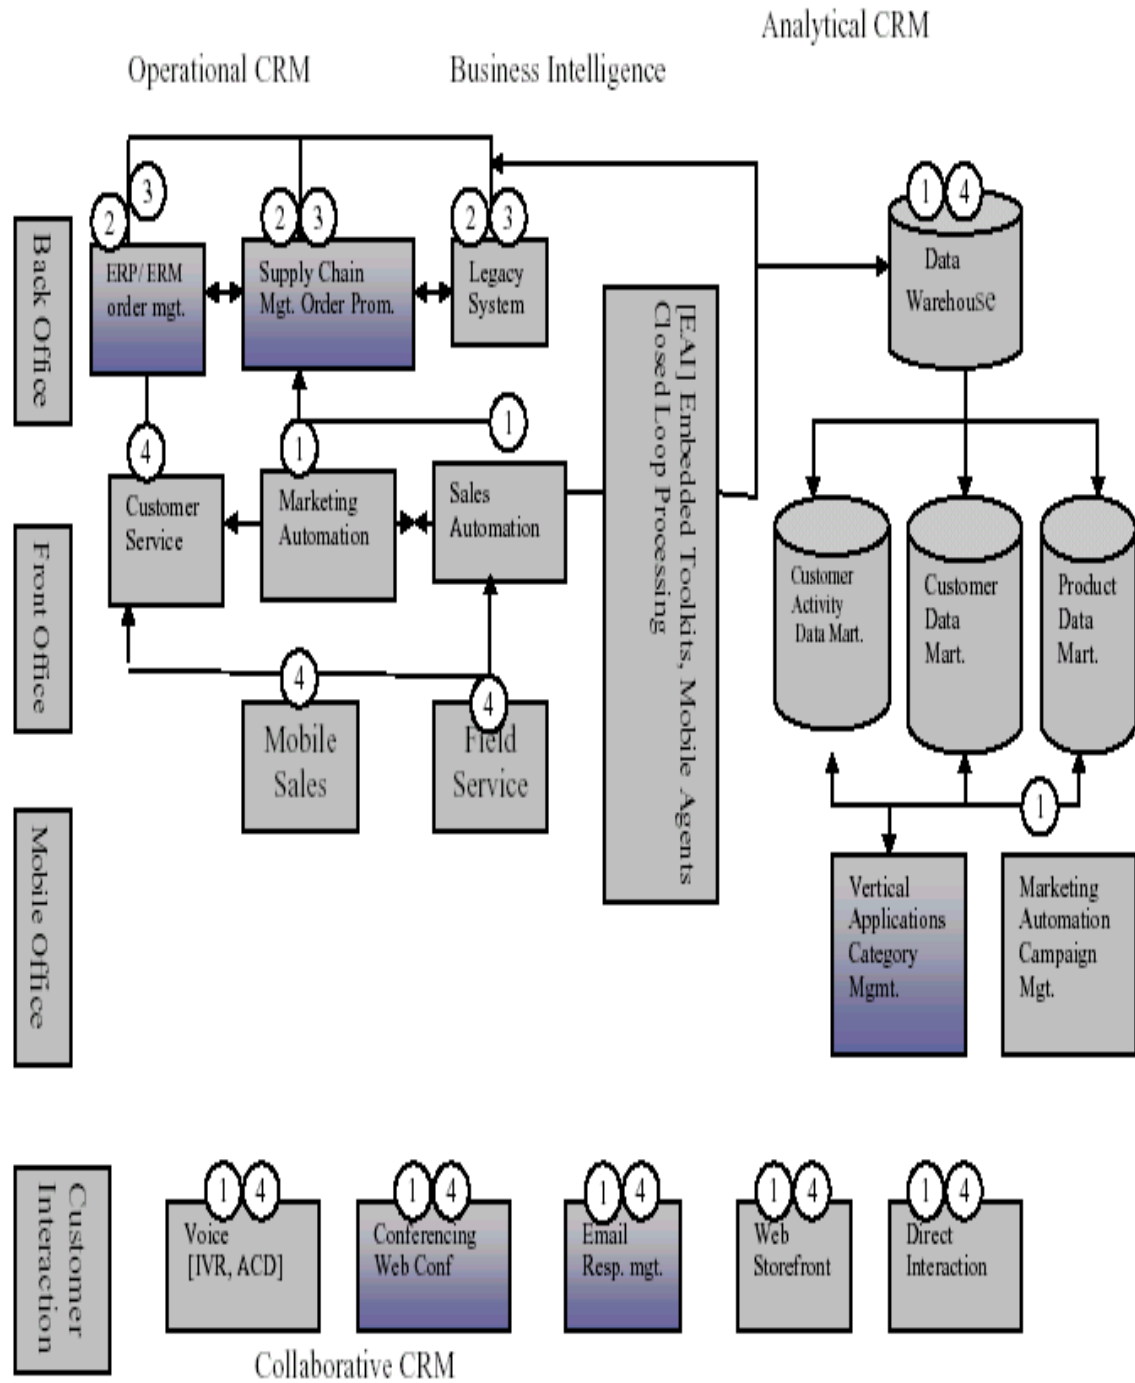 Analytical CRM
Operational CRM
Business Intelligence
3
2
2 3
2 3
1 4
Back Office
ERP/ ERM
order mgt.
Supply Chain
Mgt. Order Prom.
Legacy
System
Data
Warehouse
[EAI] Embedded Toolkits, Mobile Agents
Closed Loop Processing
4
1
1
Front Office
Customer
Service
Marketing
Automation
Sales
Automation
Customer
Activity
Data Mart.
Customer
Data
Mart.
Product
Data
Mart.
4
4
Mobile
Sales
Field
Service
1
Mobile Office
Vertical
Applications
Category
Mgmt.
Marketing
Automation
Campaign
Mgt.
Customer
Interaction
1 4
Voice
[IVR, ACD]
1 4
Conferencing
Web Conf
1 4
Email
Resp. mgt.
1 4
Web
Storefront
1 4
Direct
Interaction
Collaborative CRM